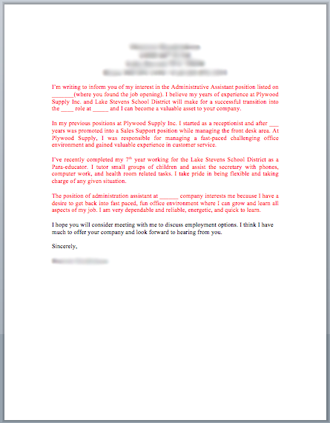 I'm writing to inform you of my interest in the Administrative Assistant position listed on
_______(where you found the job opening). I believe my years of experience at Plywood
Supply Inc. and Lake Stevens School District will make for a successful transition into
the ____ role at _____ and I can become a valuable asset to your company.
In my previous positions at Plywood Supply Inc. I started as a receptionist and after ___
years was promoted into a Sales Support position while managing the front desk area. At
Plywood Supply, I was responsible for managing a fast-paced challenging office
environment and gained valuable experience in customer service.
I've recently completed my 7th year working for the Lake Stevens School District as a
Para-educator. I tutor small groups of children and assist the secretary with phones,
computer work, and health room related tasks. I take pride in being flexible and taking
charge of any given situation.
The position of administration assistant at ______ company interests me because I have a
desire to get back into fast paced, fun office environment where I can grow and learn all
aspects of my job. I am very dependable and reliable, energetic, and quick to learn.
I hope you will consider meeting with me to discuss employment options. I think I have
much to offer your company and look forward to hearing from you.
Sincerely,